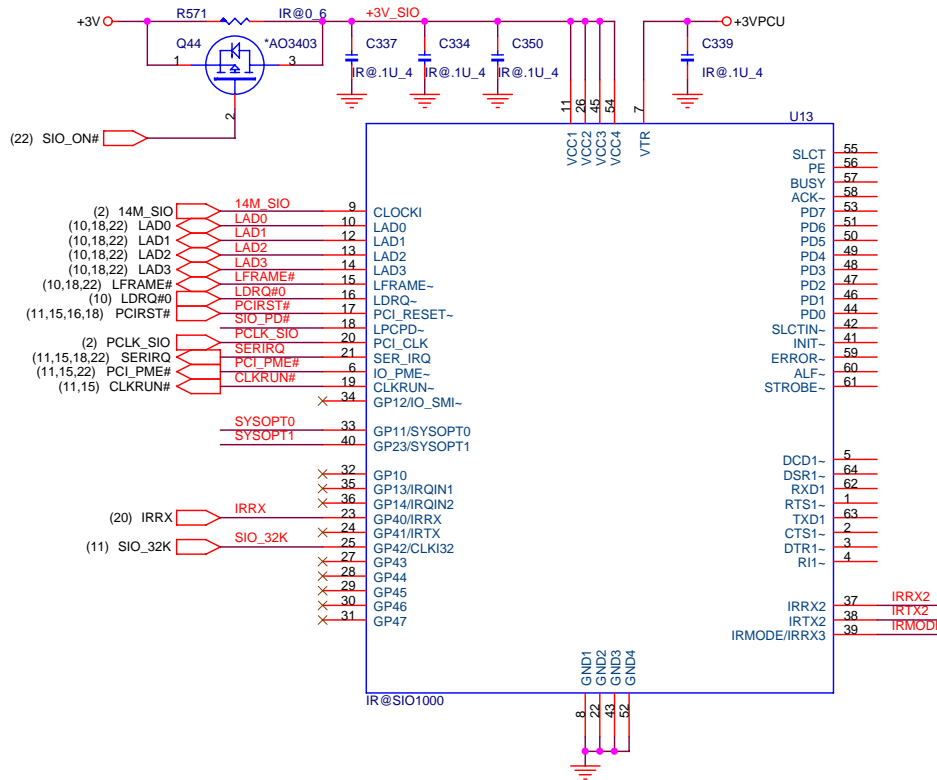 +3V
R571
IR@0_6
+3V_SIO
+3VPCU
Q44
*AO3403
1
3
2
C337
IR@.1U_4
C334
IR@.1U_4
C350
IR@.1U_4
C339
IR@.1U_4
(22) SIO_ON#
11
26
45
54
7
VCC1
VCC2
VCC3
VCC4
VTR
U13
(2) 14M_SIO 14M_SIO 9 CLOCKI
(10,18,22) LAD0 LAD0 10 LAD0
(10,18,22) LAD1 LAD1 12 LAD1
(10,18,22) LAD2 LAD2 13 LAD2
(10,18,22) LAD3 LAD3 14 LAD3
(10,18,22) LFRAME# LFRAME# 15 LFRAME~
(10) LDRQ#0 LDRQ#0 16 LDRQ~
(11,15,16,18) PCIRST# PCIRST# 17 PCI_RESET~
SIO_PD# 18 LPCPD~
(2) PCLK_SIO PCLK_SIO 20 PCI_CLK
(11,15,18,22) SERIRQ SERIRQ 21 SER_IRQ
(11,15,22) PCI_PME# PCI_PME# 6 IO_PME~
(11,15) CLKRUN# CLKRUN# 19 CLKRUN~
34 GP12/IO_SMI~
SYSOPT0 33 GP11/SYSOPT0
SYSOPT1 40 GP23/SYSOPT1
32 GP10
35 GP13/IRQIN1
36 GP14/IRQIN2
(20) IRRX IRRX 23 GP40/IRRX
24 GP41/IRTX
(11) SIO_32K SIO_32K 25 GP42/CLKI32
27 GP43
28 GP44
29 GP45
30 GP46
31 GP47
SLCT 55
PE 56
BUSY 57
ACK~ 58
PD7 53
PD6 51
PD5 50
PD4 49
PD3 48
PD2 47
PD1 46
PD0 44
SLCTIN~ 42
INIT~ 41
ERROR~ 59
ALF~ 60
STROBE~ 61
DCD1~ 5
DSR1~ 64
RXD1 62
RTS1~ 1
TXD1 63
CTS1~ 2
DTR1~ 3
RI1~ 4
IRRX2 37 IRRX2
IRTX2 38 IRTX2
IRMODE/IRRX3 39 IRMODE
GND1
GND2
GND3
GND4
IR@SIO1000
8
22
43
52